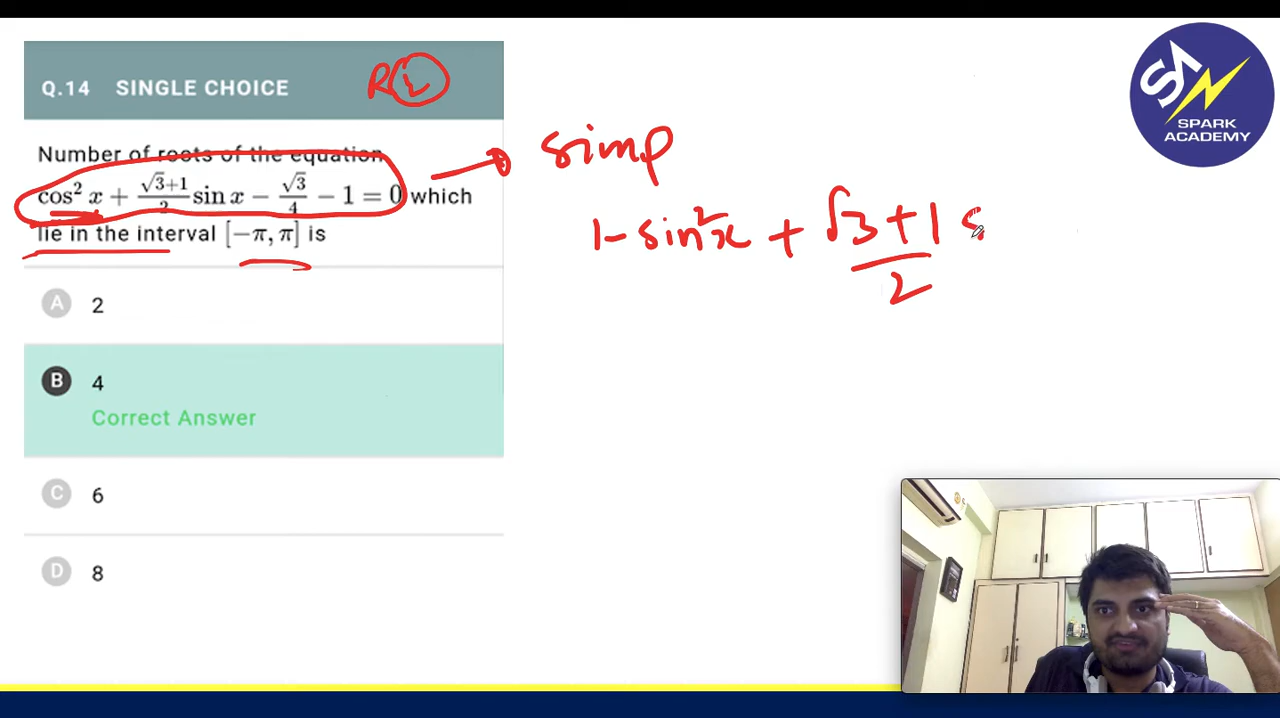 Q.14 SINGLE CHOICE
R(i)
Number of roots of the equation
cos² x + (√3+1)/2 sin x − √3/4 − 1 = 0 which
lie in the interval [−π, π] is
A 2
B 4
Correct Answer
C 6
D 8
simp
1 - sin²x + (√3+1)/2 s
SPARK
ACADEMY